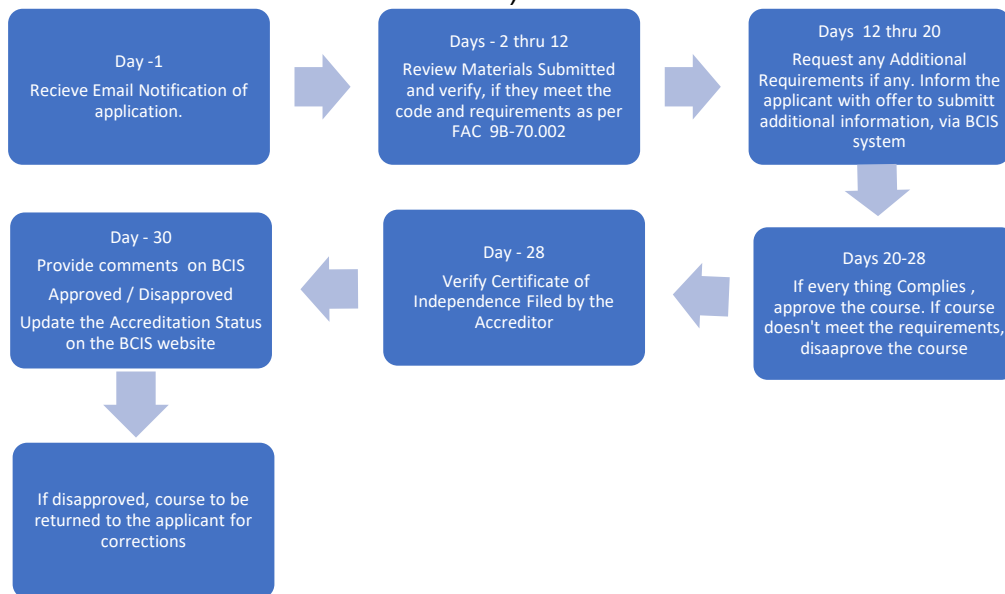 Day -1
Recieve Email Notification of
application.
Days - 2 thru 12
Review Materials Submitted
and verify, if they meet the
code and requirements as per
FAC 9B-70.002
Days 12 thru 20
Request any Additional
Requirements if any. Inform the
applicant with offer to submitt
additional information, via BCIS
system
Days 20-28
If every thing Complies ,
approve the course. If course
doesn't meet the requirements,
disaaprove the course
Day - 28
Verify Certificate of
Independence Filed by the
Accreditor
Day - 30
Provide comments on BCIS
Approved / Disapproved
Update the Accreditation Status
on the BCIS website
If disapproved, course to be
returned to the applicant for
corrections